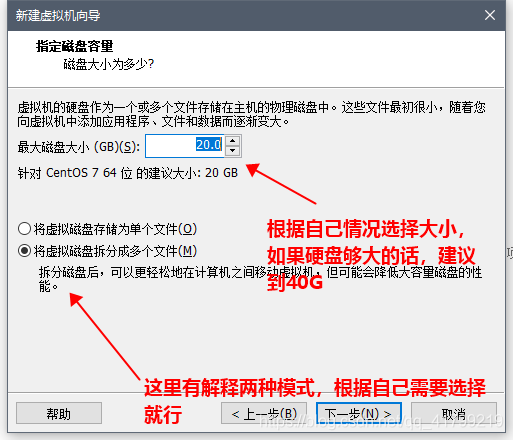 新建虚拟机向导
指定磁盘容量
磁盘大小为多少?
虚拟机的硬盘作为一个或多个文件存储在主机的物理磁盘中。这些文件最初很小，随着您
向虚拟机中添加应用程序、文件和数据而逐渐变大。
最大磁盘大小 (GB)(S): 20.0
针对 CentOS 7 64 位 的建议大小: 20 GB
将虚拟磁盘存储为单个文件(O)
将虚拟磁盘拆分成多个文件(M)
拆分磁盘后，可以更轻松地在计算机之间移动虚拟机，但可能会降低大容量磁盘的性
能。
根据自己情况选择大小，
如果硬盘够大的话，建议
到40G
这里有解释两种模式，根据自己需要选择
就行
帮助
< 上一步(B)
下一步(N) >
取消